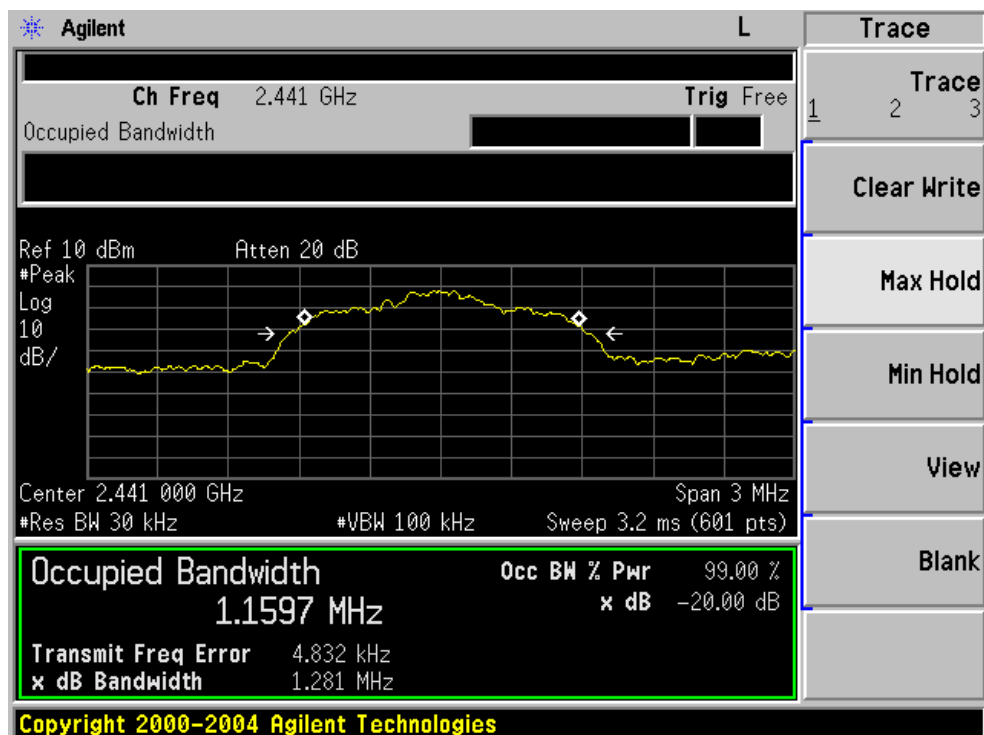 Agilent L Trace
Ch Freq 2.441 GHz Trig Free
Occupied Bandwidth
Trace
1 2 3
Clear Write
Max Hold
Min Hold
View
Blank
Ref 10 dBm Atten 20 dB
#Peak
Log
10
dB/
Center 2.441 000 GHz Span 3 MHz
#Res BW 30 kHz #VBW 100 kHz Sweep 3.2 ms (601 pts)
Occupied Bandwidth Occ BW % Pwr 99.00 %
1.1597 MHz x dB -20.00 dB
Transmit Freq Error 4.832 kHz
x dB Bandwidth 1.281 MHz
Copyright 2000-2004 Agilent Technologies